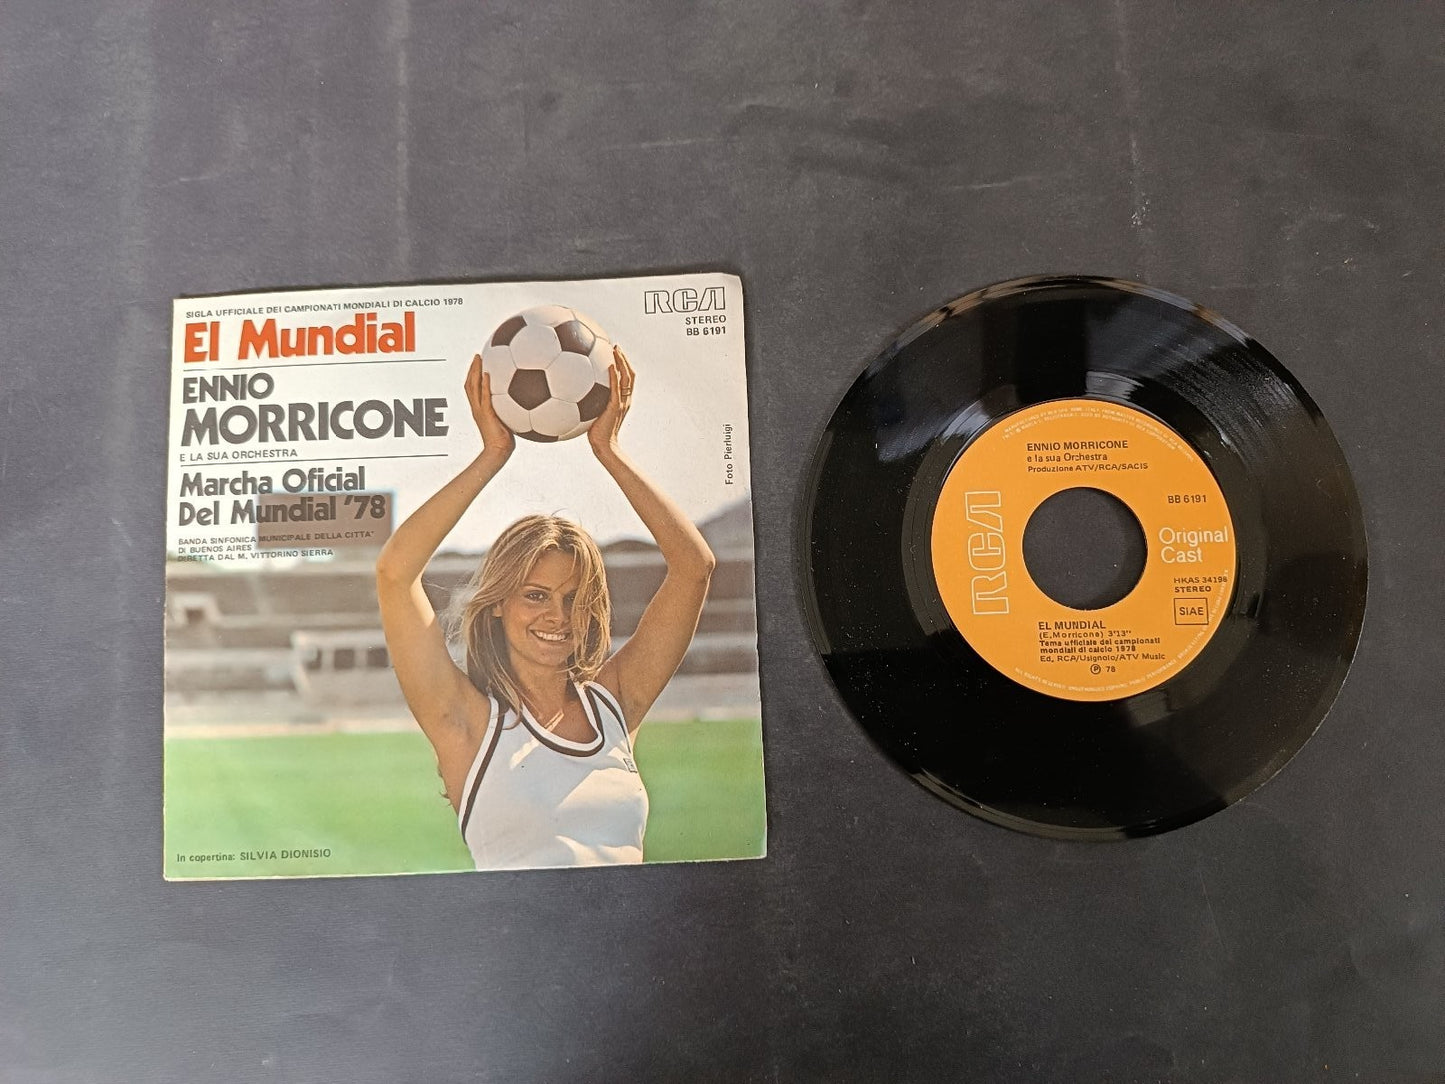 SIGLA UFFICIALE DEI CAMPIONATI MONDIALI DI CALCIO 1978
El Mundial
ENNIO
MORRICONE
E LA SUA ORCHESTRA
Marcha Oficial
Del Mundial '78
BANDA SINFONICA MUNICIPALE DELLA CITTA'
DI BUENOS AIRES
DIRETTA DAL M. VITTORINO SIERRA
RCA
STEREO
BB 6191
Foto Pierluigi
In copertina: SILVIA DIONISIO
ENNIO MORRICONE
e la sua Orchestra
Produzione ATV/RCA/SACIS
RCA
BB 6191
Original
Cast
HKAS 34198
STEREO
SIAE
EL MUNDIAL
(E. Morricone) 3'13''
Tema ufficiale dei campionati
mondiali di calcio 1978
Ed. RCA/Usignolo/ATV Music
Ⓟ 78